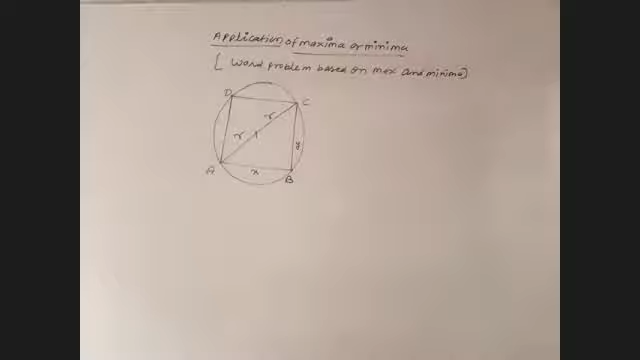 Application of maxima or minima
[ Word problem based on max and minima]
D
C
r
r
A
x
B